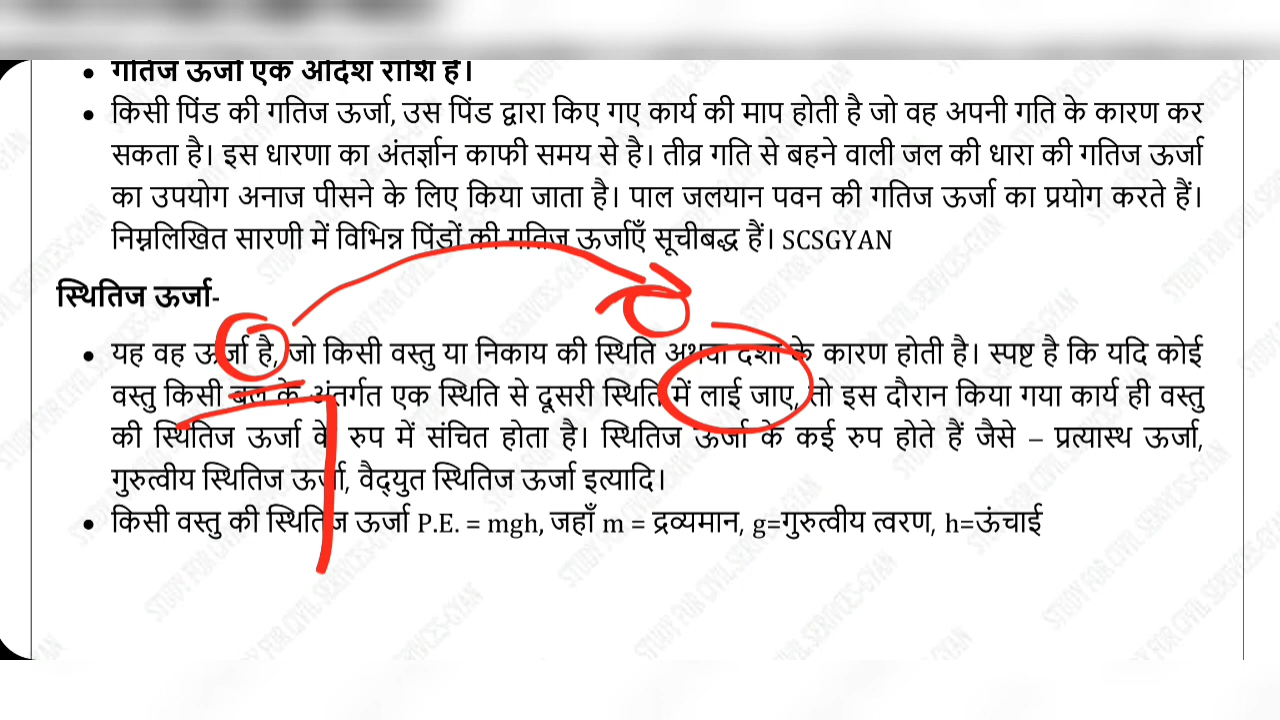 • गतिज ऊर्जा एक अदिश राशि है।
• किसी पिंड की गतिज ऊर्जा, उस पिंड द्वारा किए गए कार्य की माप होती है जो वह अपनी गति के कारण कर
सकता है। इस धारणा का अंतर्ज्ञान काफी समय से है। तीव्र गति से बहने वाली जल की धारा की गतिज ऊर्जा
का उपयोग अनाज पीसने के लिए किया जाता है। पाल जलयान पवन की गतिज ऊर्जा का प्रयोग करते हैं।
निम्नलिखित सारणी में विभिन्न पिंडों की गतिज ऊर्जाएँ सूचीबद्ध हैं। SCSGYAN
स्थितिज ऊर्जा-
• यह वह ऊर्जा है, जो किसी वस्तु या निकाय की स्थिति अथवा दशा के कारण होती है। स्पष्ट है कि यदि कोई
वस्तु किसी बल के अंतर्गत एक स्थिति से दूसरी स्थिति में लाई जाए, तो इस दौरान किया गया कार्य ही वस्तु
की स्थितिज ऊर्जा के रुप में संचित होता है। स्थितिज ऊर्जा के कई रुप होते हैं जैसे – प्रत्यास्थ ऊर्जा,
गुरुत्वीय स्थितिज ऊर्जा, वैद्युत स्थितिज ऊर्जा इत्यादि।
• किसी वस्तु की स्थितिज ऊर्जा P.E. = mgh, जहाँ m = द्रव्यमान, g=गुरुत्वीय त्वरण, h=ऊंचाई